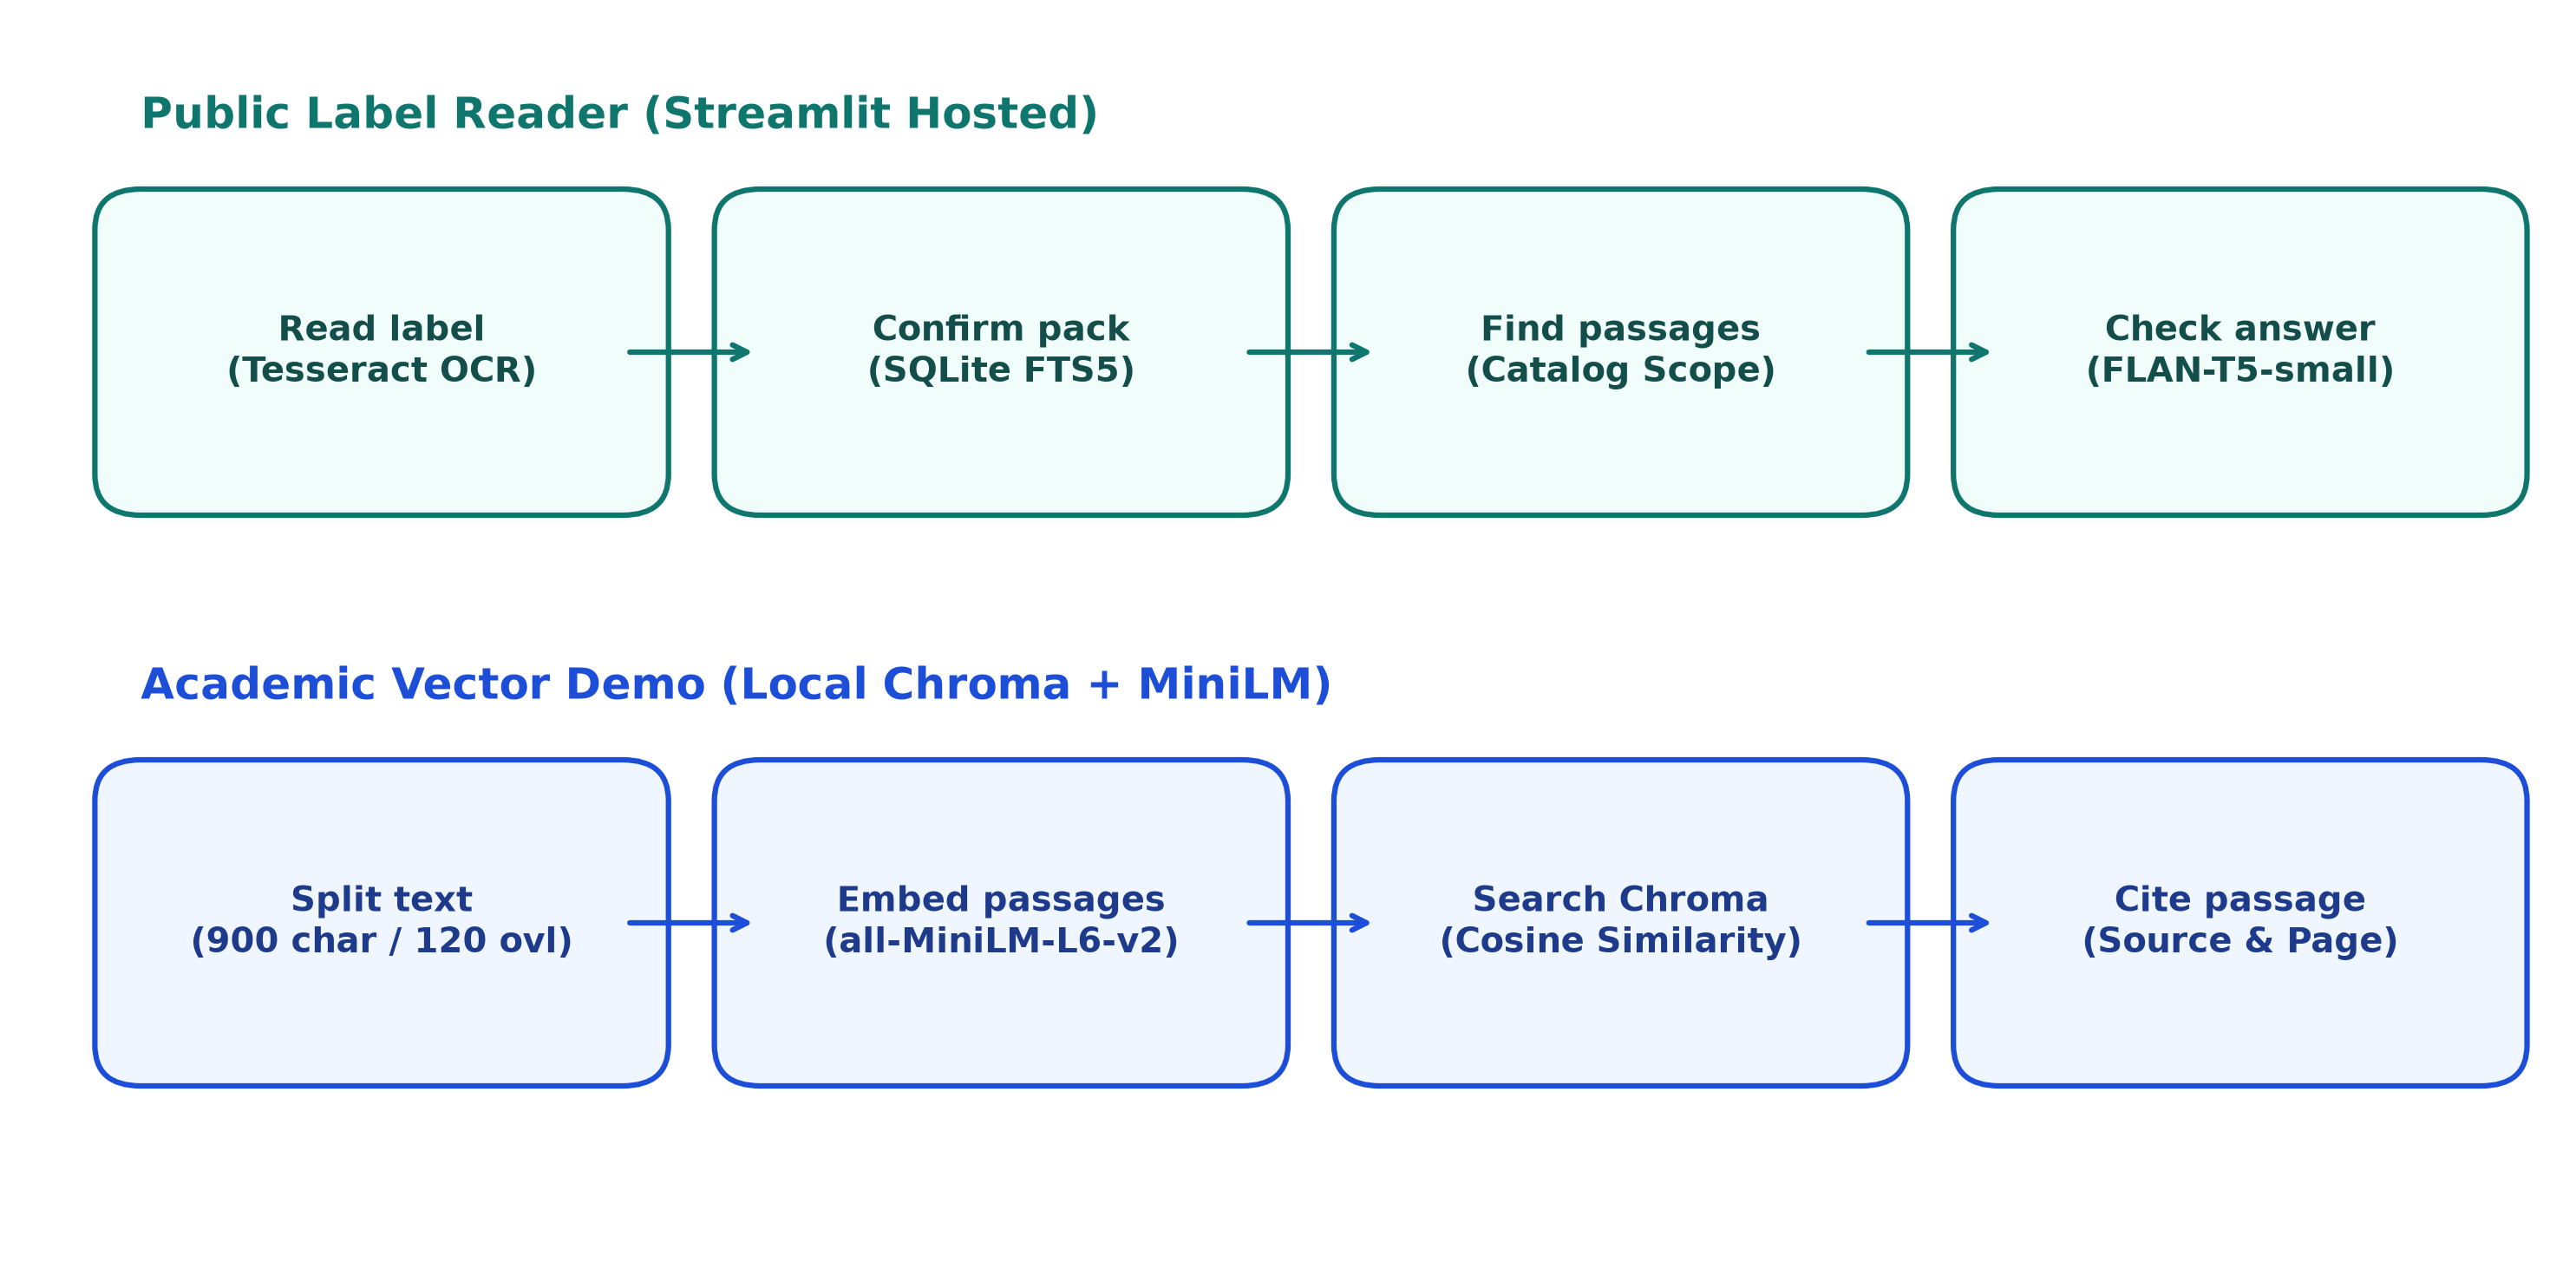 Public Label Reader (Streamlit Hosted)
Read label
(Tesseract OCR)
Confirm pack
(SQLite FTS5)
Find passages
(Catalog Scope)
Check answer
(FLAN-T5-small)
Academic Vector Demo (Local Chroma + MiniLM)
Split text
(900 char / 120 ovl)
Embed passages
(all-MiniLM-L6-v2)
Search Chroma
(Cosine Similarity)
Cite passage
(Source & Page)